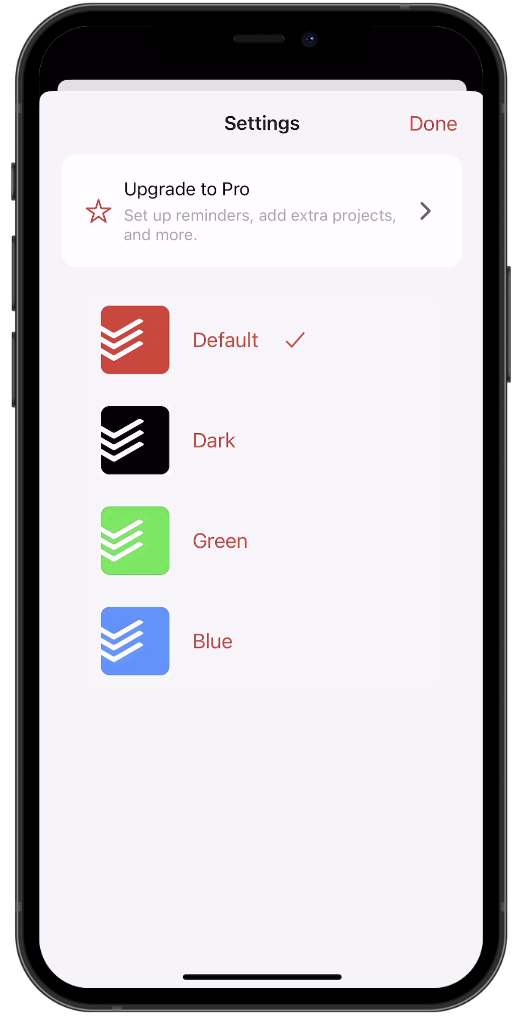 Settings
Done
Upgrade to Pro
Set up reminders, add extra projects,
and more.
Default
Dark
Green
Blue